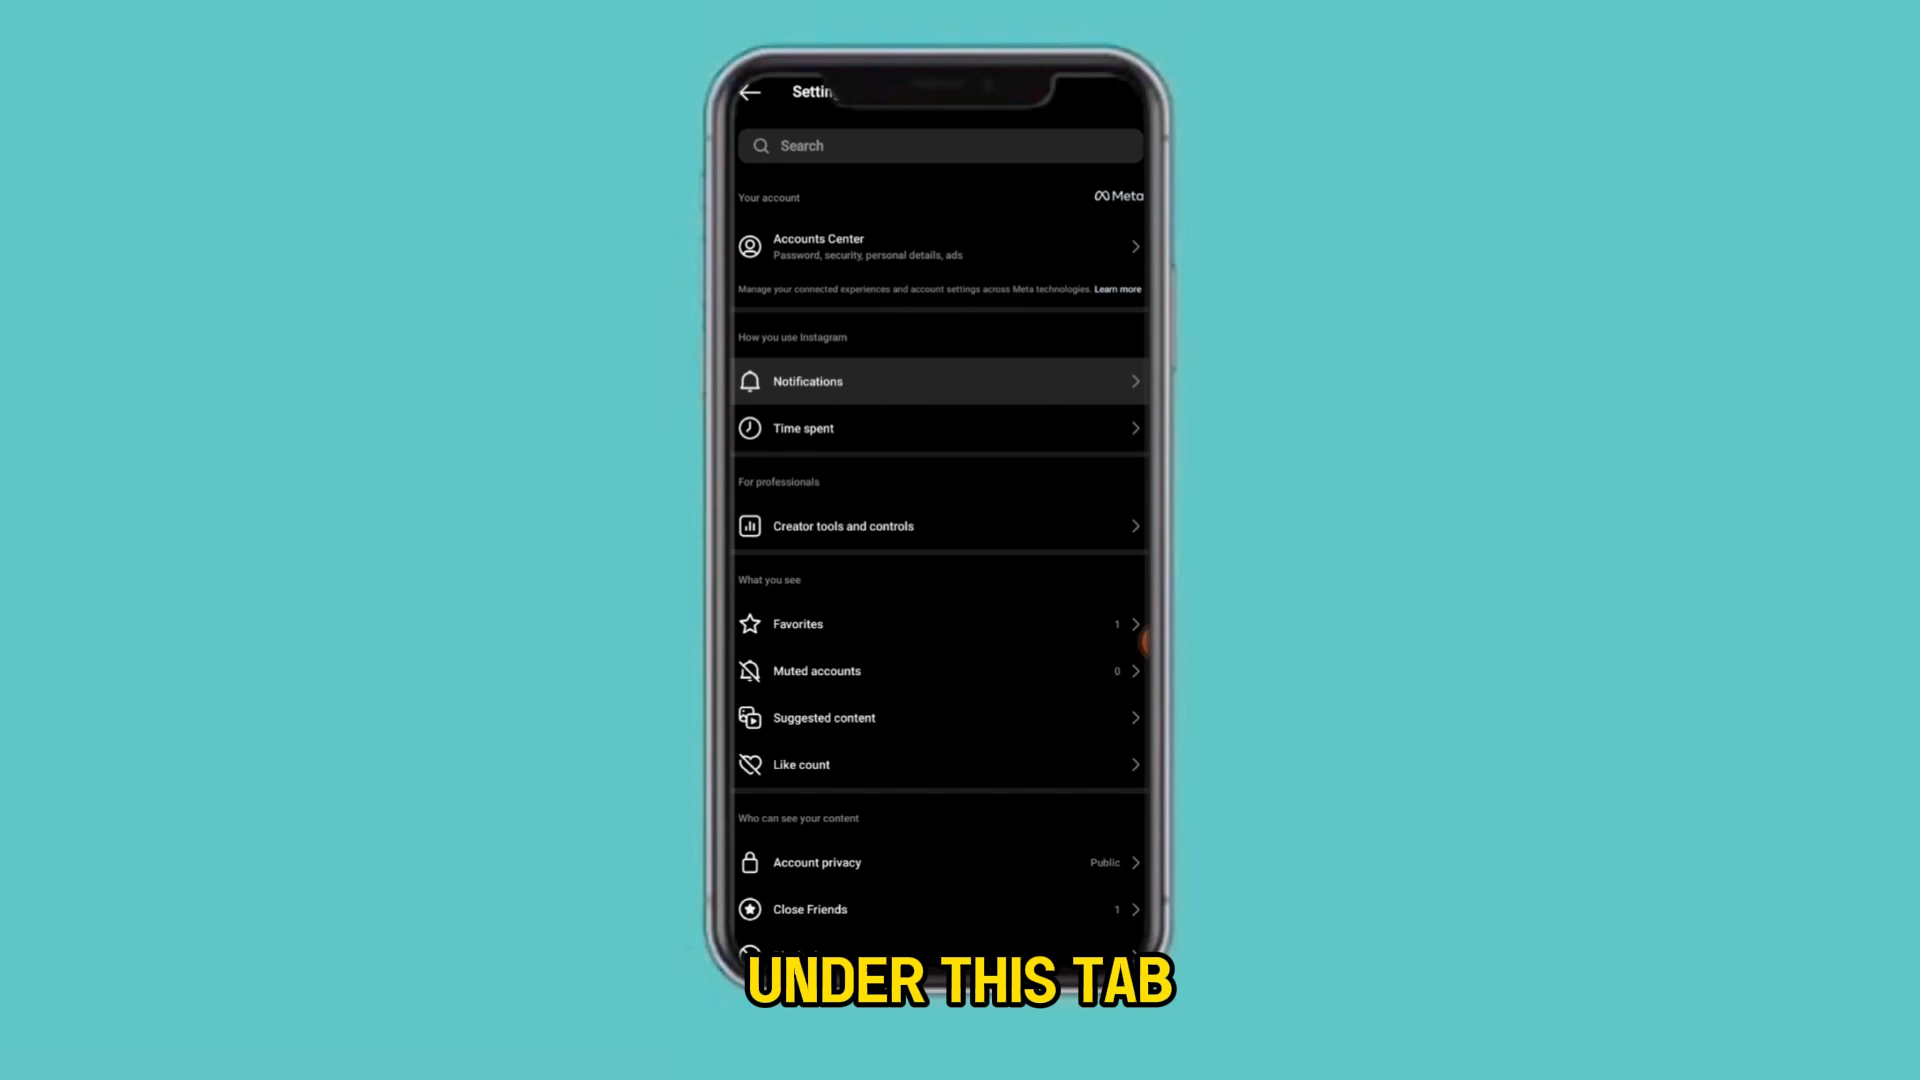 Settin
Search
Your account
Meta
Accounts Center
Password, security, personal details, ads
Manage your connected experiences and account settings across Meta technologies. Learn more
How you use Instagram
Notifications
Time spent
For professionals
Creator tools and controls
What you see
Favorites 1
Muted accounts 0
Suggested content
Like count
Who can see your content
Account privacy Public
Close Friends 1
UNDER THIS TAB